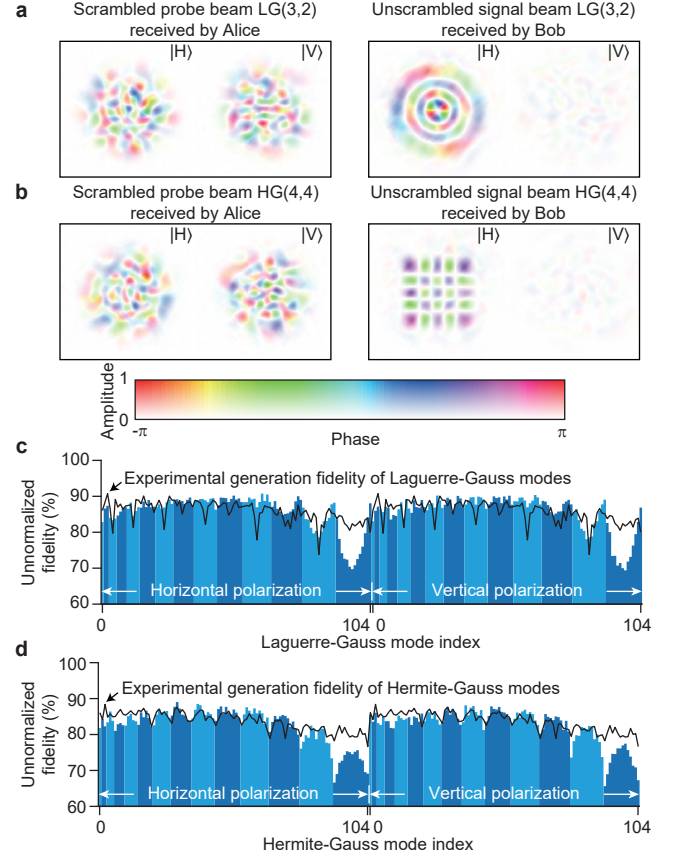 a
Scrambled probe beam LG(3,2)
received by Alice
Unscrambled signal beam LG(3,2)
received by Bob
|H⟩
|V⟩
|H⟩
|V⟩
b
Scrambled probe beam HG(4,4)
received by Alice
Unscrambled signal beam HG(4,4)
received by Bob
|H⟩
|V⟩
|H⟩
|V⟩
Amplitude
1
0
-π
Phase
π
c
Unnormalized
fidelity (%)
100
90
80
70
60
Experimental generation fidelity of Laguerre-Gauss modes
Horizontal polarization
Vertical polarization
0
104
0
104
Laguerre-Gauss mode index
d
Unnormalized
fidelity (%)
100
90
80
70
60
Experimental generation fidelity of Hermite-Gauss modes
Horizontal polarization
Vertical polarization
0
104
0
104
Hermite-Gauss mode index